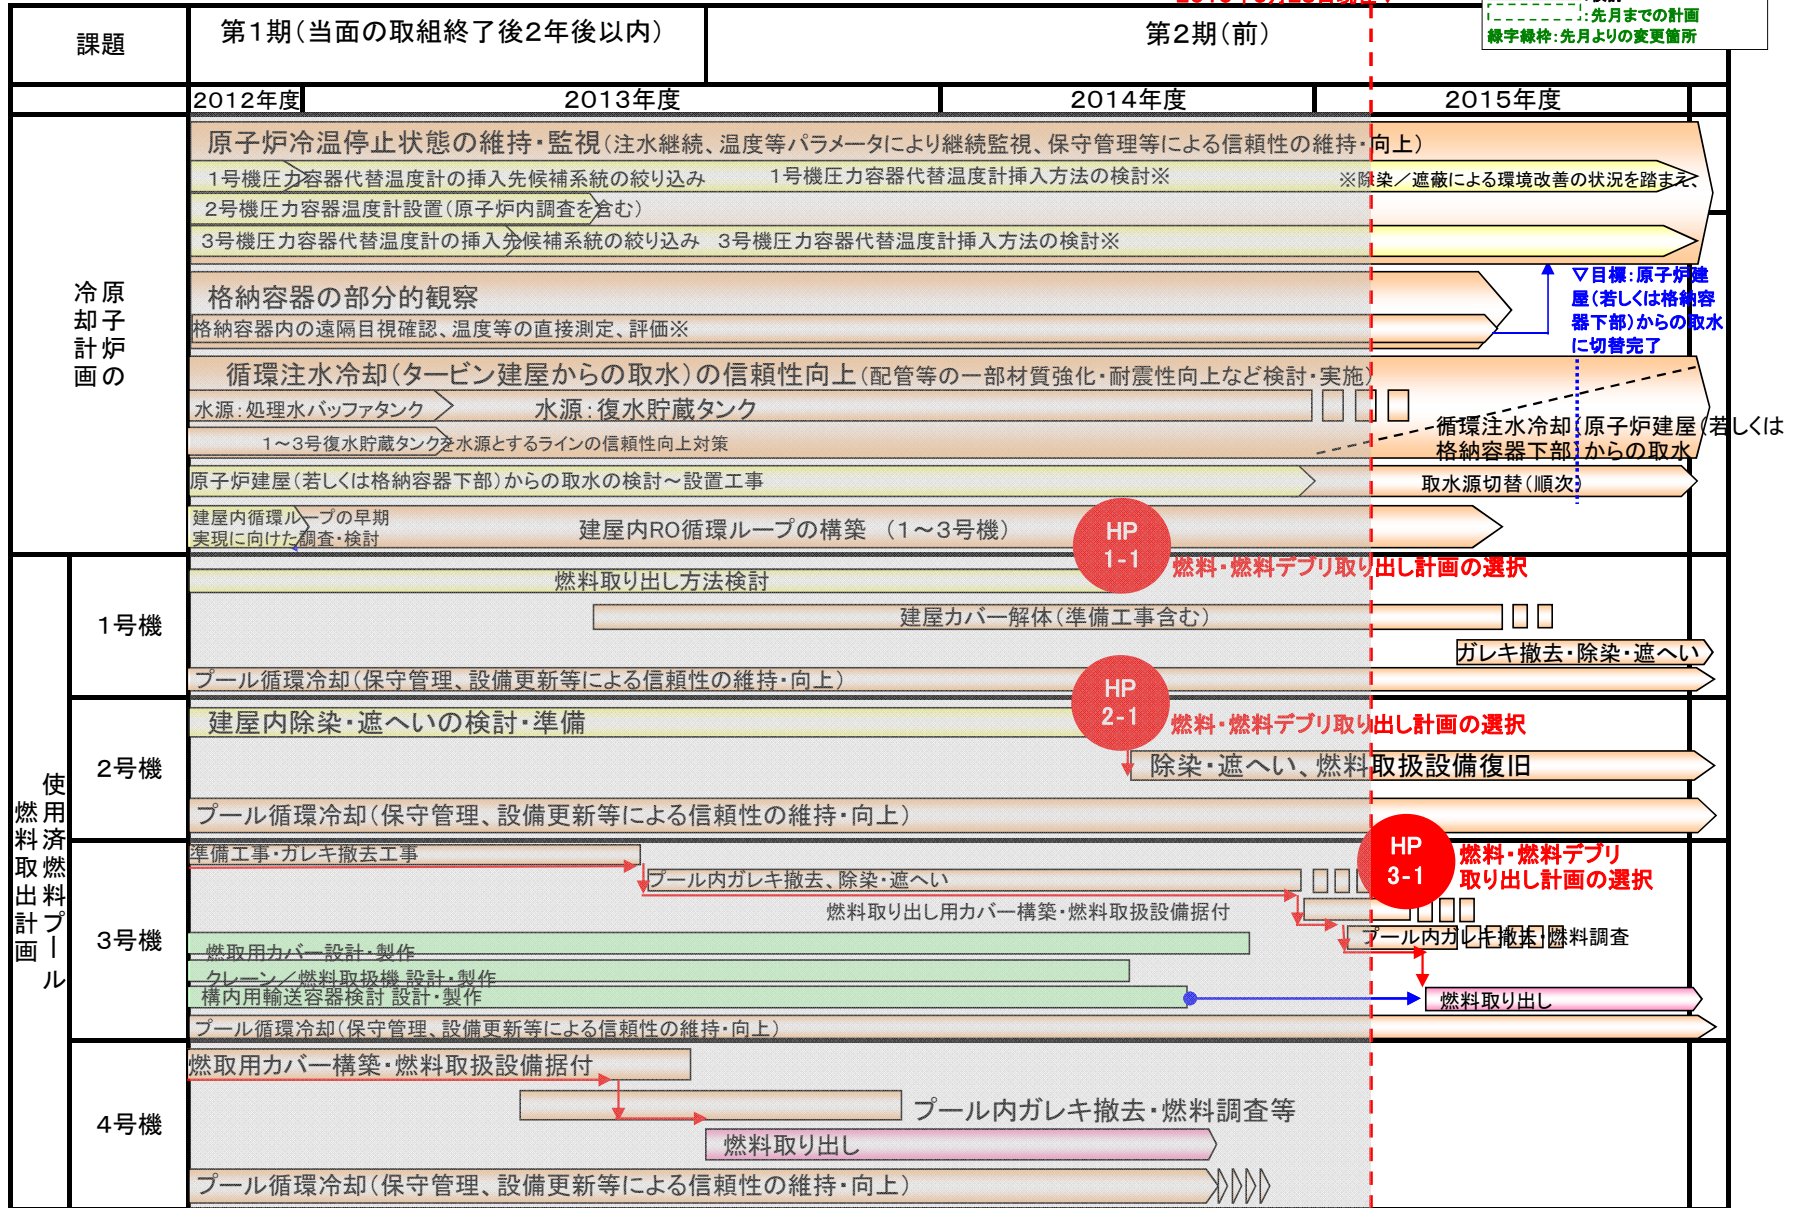 :先月までの計画
緑字緑枠:先月よりの変更箇所
課題
第1期(当面の取組終了後2年後以内)
第2期(前)
2012年度
2013年度
2014年度
2015年度
原子炉の冷却計画
原子炉冷温停止状態の維持・監視(注水継続、温度等パラメータにより継続監視、保守管理等による信頼性の維持・向上)
1号機圧力容器代替温度計の挿入先候補系統の絞り込み
1号機圧力容器代替温度計挿入方法の検討※
※除染/遮蔽による環境改善の状況を踏まえ、
2号機圧力容器温度計設置(原子炉内調査を含む)
3号機圧力容器代替温度計の挿入先候補系統の絞り込み
3号機圧力容器代替温度計挿入方法の検討※
格納容器の部分的観察
格納容器内の遠隔目視確認、温度等の直接測定、評価※
▽目標:原子炉建
屋(若しくは格納容
器下部)からの取水
に切替完了
循環注水冷却(タービン建屋からの取水)の信頼性向上(配管等の一部材質強化・耐震性向上など検討・実施)
水源:処理水バッファタンク
水源:復水貯蔵タンク
1~3号復水貯蔵タンクを水源とするラインの信頼性向上対策
循環注水冷却(原子炉建屋(若しくは
格納容器下部)からの取水
原子炉建屋(若しくは格納容器下部)からの取水の検討~設置工事
取水源切替(順次)
建屋内循環ループの早期
実現に向けた調査・検討
建屋内RO循環ループの構築 (1~3号機)
HP
1-1
燃料・燃料デブリ取り出し計画の選択
使用済燃料プール燃料取出計画
1号機
燃料取り出し方法検討
建屋カバー解体(準備工事含む)
ガレキ撤去・除染・遮へい
プール循環冷却(保守管理、設備更新等による信頼性の維持・向上)
HP
2-1
燃料・燃料デブリ取り出し計画の選択
2号機
建屋内除染・遮へいの検討・準備
除染・遮へい、燃料取扱設備復旧
プール循環冷却(保守管理、設備更新等による信頼性の維持・向上)
HP
3-1
燃料・燃料デブリ
取り出し計画の選択
3号機
準備工事・ガレキ撤去工事
プール内ガレキ撤去、除染・遮へい
燃料取り出し用カバー構築・燃料取扱設備据付
プール内ガレキ撤去・燃料調査
燃取用カバー設計・製作
クレーン/燃料取扱機 設計・製作
構内用輸送容器検討 設計・製作
燃料取り出し
プール循環冷却(保守管理、設備更新等による信頼性の維持・向上)
4号機
燃取用カバー構築・燃料取扱設備据付
プール内ガレキ撤去・燃料調査等
燃料取り出し
プール循環冷却(保守管理、設備更新等による信頼性の維持・向上)